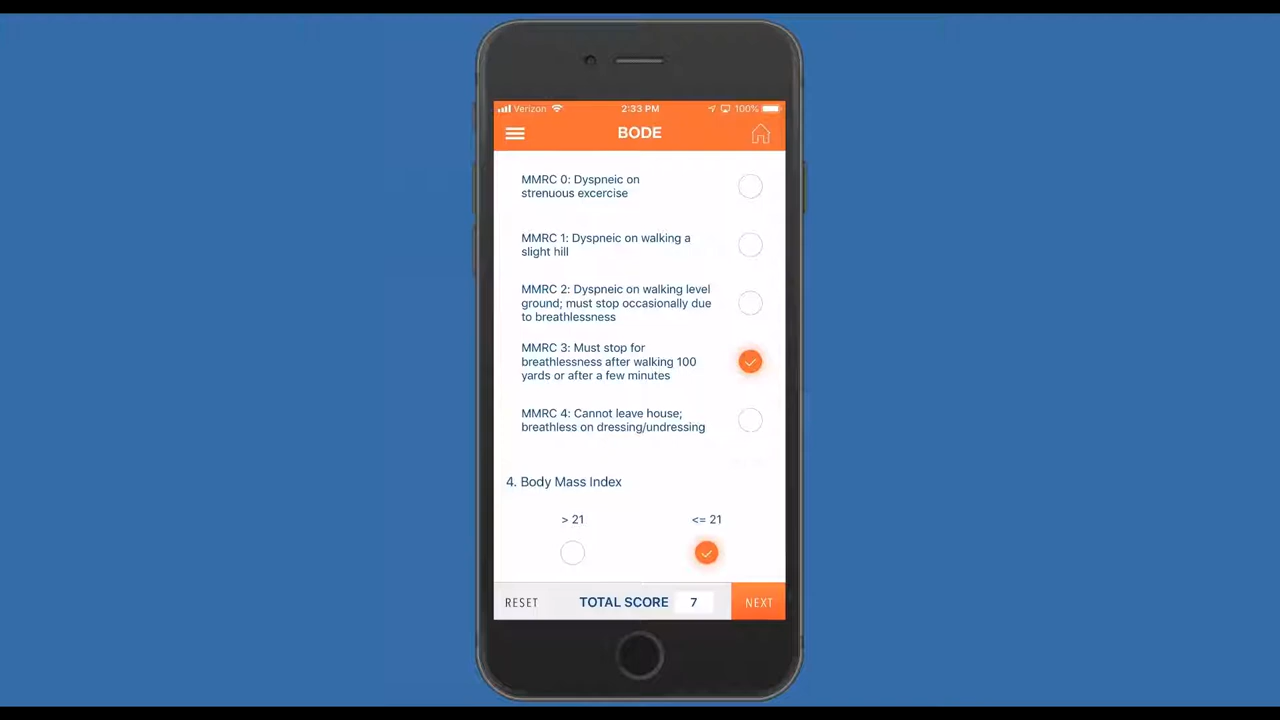 Verizon 2:33 PM 100%
BODE
MMRC 0: Dyspneic on
strenuous excercise
MMRC 1: Dyspneic on walking a
slight hill
MMRC 2: Dyspneic on walking level
ground; must stop occasionally due
to breathlessness
MMRC 3: Must stop for
breathlessness after walking 100
yards or after a few minutes
MMRC 4: Cannot leave house;
breathless on dressing/undressing
4. Body Mass Index
> 21 <= 21
RESET TOTAL SCORE 7 NEXT